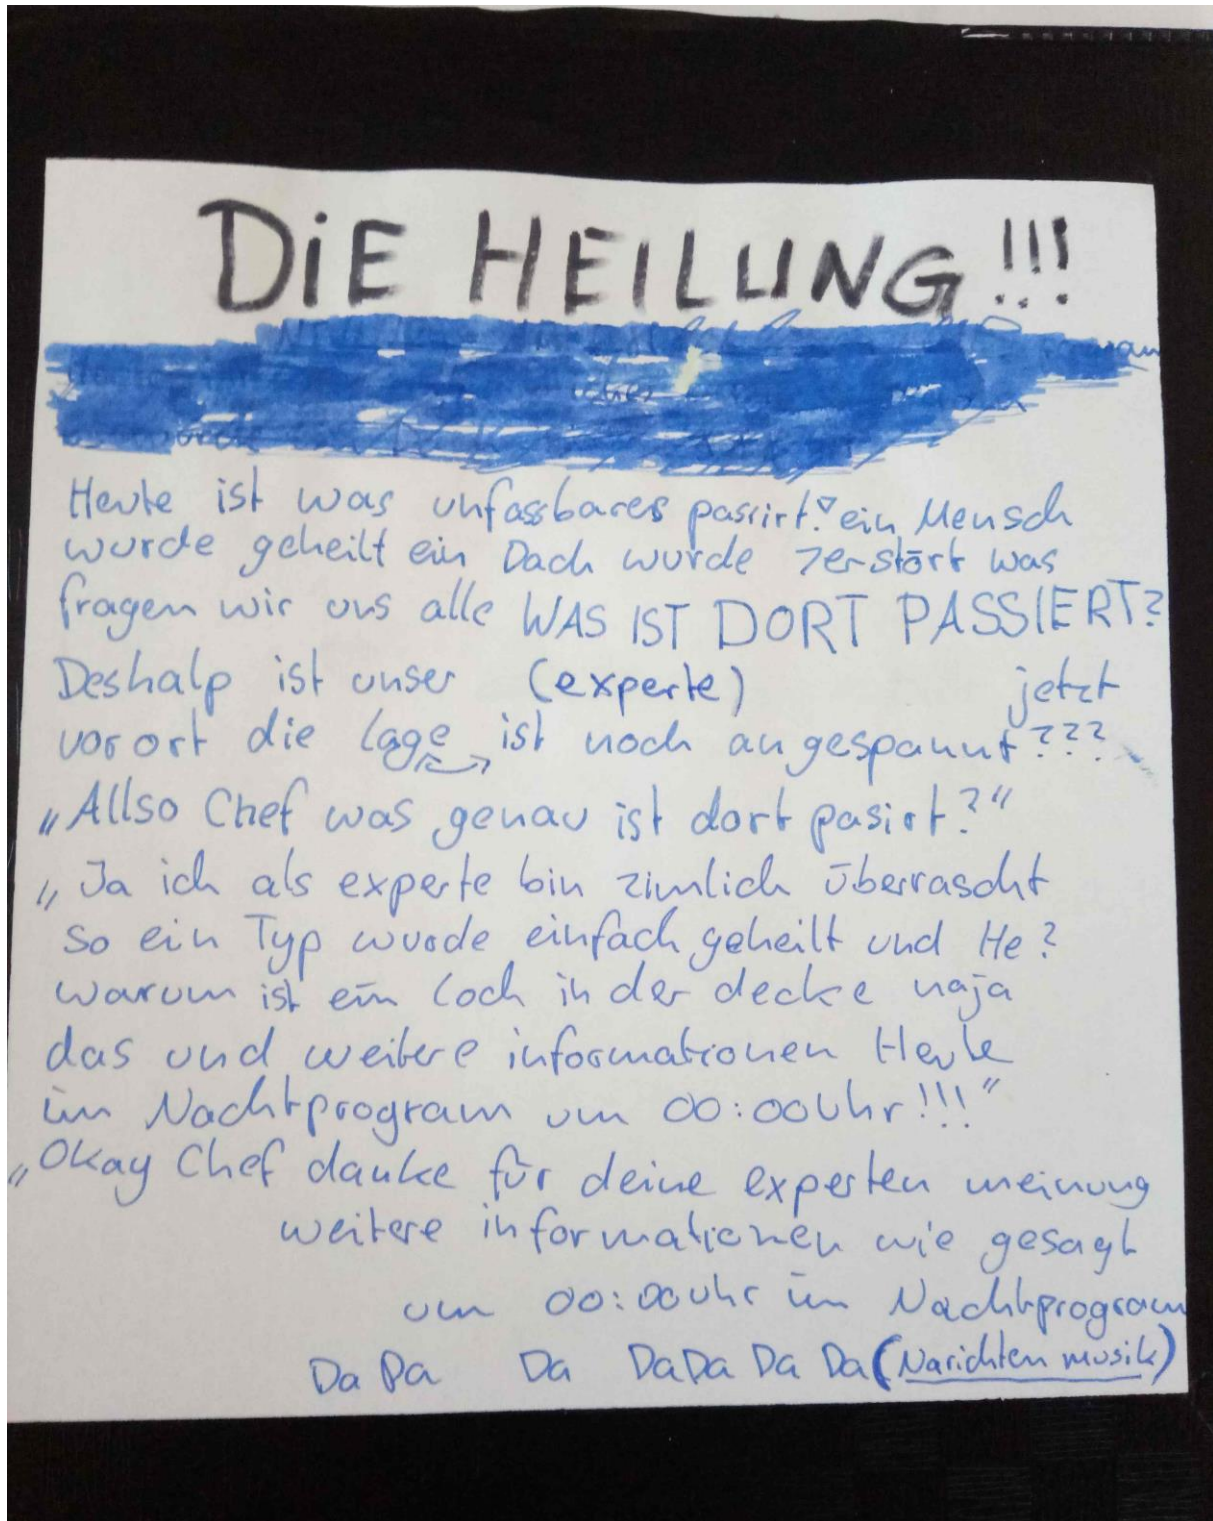 DiE HEILUNG!!!
Heute ist was unfassbares passirt! ein Mensch
wurde geheilt ein Dach wurde zerstört was
fragen wir uns alle WAS IST DORT PASSIERT?
Deshalp ist unser (experte) jetzt
vorort die lage ist noch angespannt???
„Allso Chef was genau ist dort pasirt?“
„Ja ich als experte bin zimlich überrascht
so ein Typ wurde einfach geheilt und He?
warum ist ein loch in der decke naja
das und weitere informationen Heute
im Nachtprogram um 00:00Uhr!!!“
„Okay Chef danke für deine experten meinung
weitere informationen wie gesagt
um 00:00uhr im Nachtprogram
Da Da Da DaDa Da Da (Narichten musik)